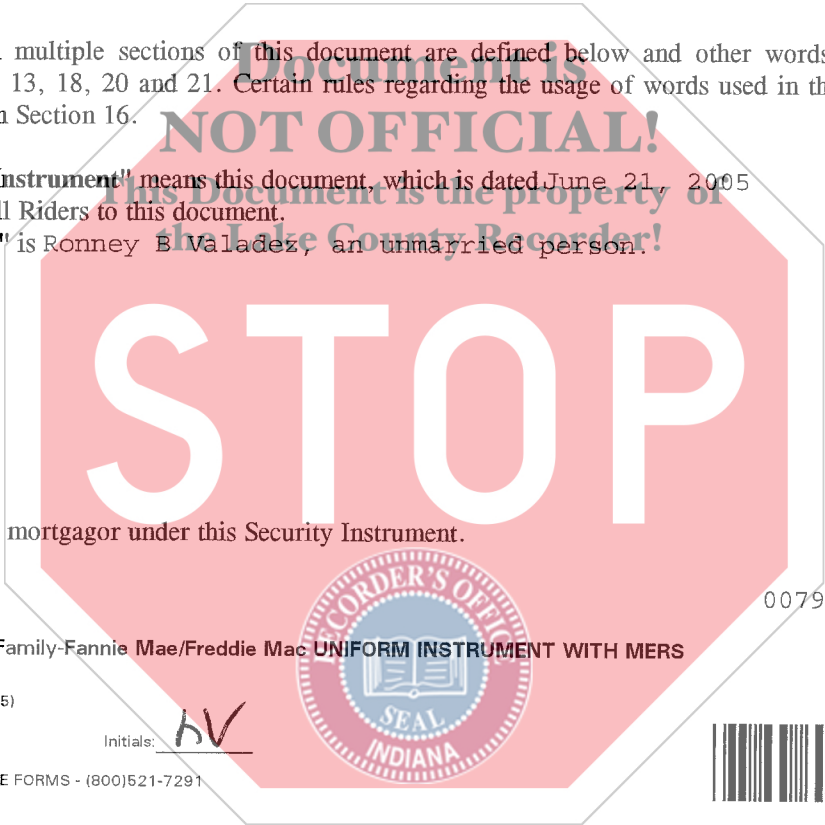 multiple sections of this document are defined below and other words
13, 18, 20 and 21. Certain rules regarding the usage of words used in th
Section 16.
Document is
NOT OFFICIAL!
This Document is the property of
the Lake County Recorder!
nstrument" means this document, which is dated June 21, 2005
ll Riders to this document.
" is Ronney B Valadez, an unmarried person.
STOP
mortgagor under this Security Instrument.
RECORDER'S OFFICE
SEAL
INDIANA
0079
Family-Fannie Mae/Freddie Mac UNIFORM INSTRUMENT WITH MERS
5)
Initials:
E FORMS - (800)521-7291